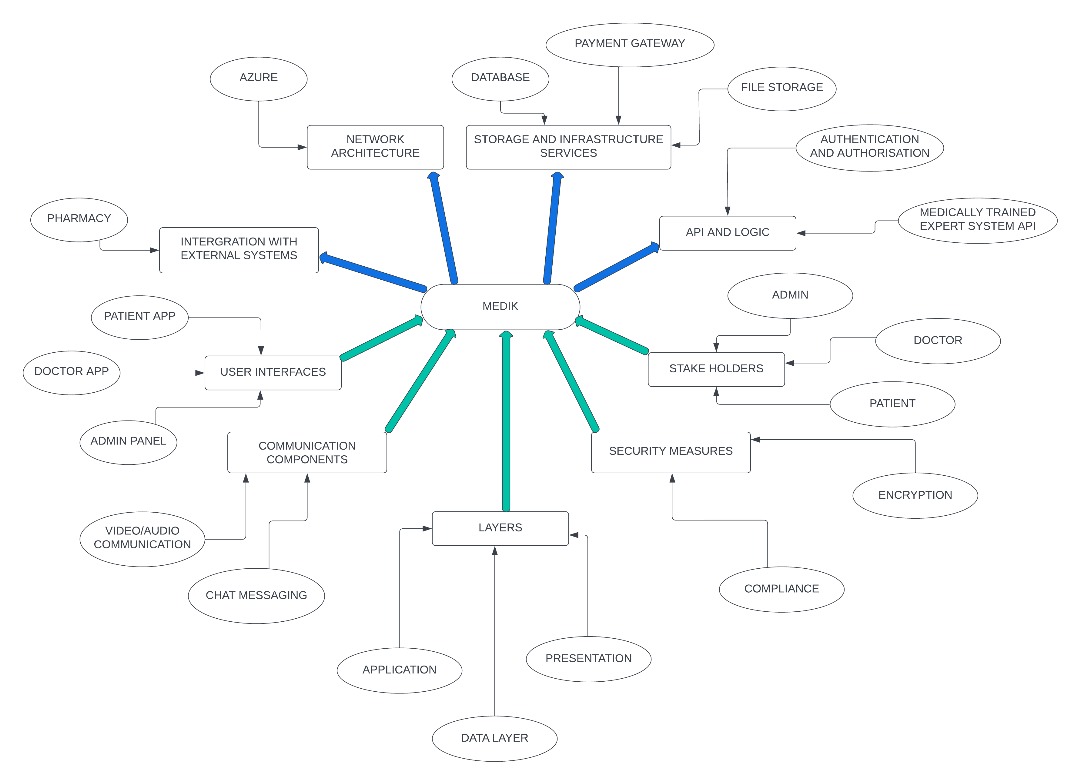 PAYMENT GATEWAY
AZURE
DATABASE
FILE STORAGE
NETWORK
ARCHITECTURE
STORAGE AND INFRASTRUCTURE
SERVICES
AUTHENTICATION
AND AUTHORISATION
PHARMACY
MEDICALLY TRAINED
EXPERT SYSTEM API
INTERGRATION WITH
EXTERNAL SYSTEMS
API AND LOGIC
MEDIK
ADMIN
PATIENT APP
DOCTOR
DOCTOR APP
USER INTERFACES
STAKE HOLDERS
PATIENT
ADMIN PANEL
COMMUNICATION
COMPONENTS
SECURITY MEASURES
ENCRYPTION
VIDEO/AUDIO
COMMUNICATION
LAYERS
CHAT MESSAGING
COMPLIANCE
APPLICATION
PRESENTATION
DATA LAYER